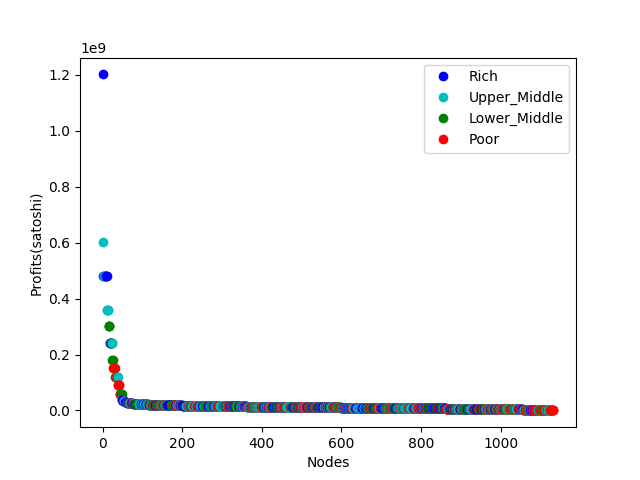 1e9
1.2
1.0
0.8
0.6
0.4
0.2
0.0
Profits(satoshi)
Rich
Upper_Middle
Lower_Middle
Poor
0 200 400 600 800 1000
Nodes